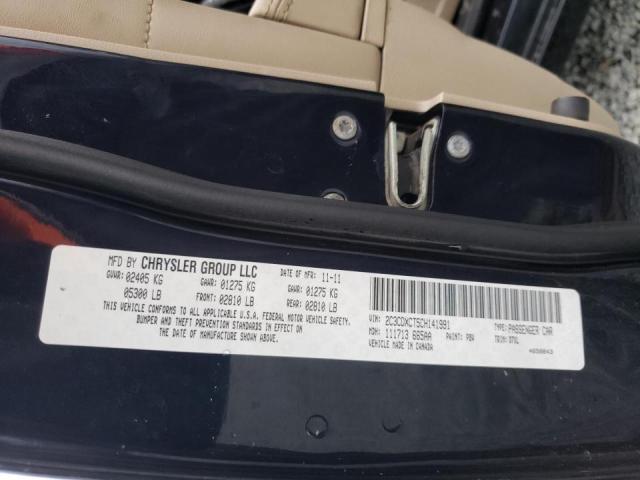 MFD BY CHRYSLER GROUP LLC DATE OF MFR: 11-11
GVWR: 02405 KG GAWR: 01275 KG GAWR: 01275 KG
05300 LB FRONT: 02810 LB REAR: 02810 LB
THIS VEHICLE CONFORMS TO ALL APPLICABLE U.S.A. FEDERAL MOTOR VEHICLE SAFETY,
BUMPER AND THEFT PREVENTION STANDARDS IN EFFECT ON
THE DATE OF MANUFACTURE SHOWN ABOVE.
VIN: 2C3CDXCT5CH141991 TYPE: PASSENGER CAR
MDH: 111713 665AA PAINT: PBV TRIM: DTXL
VEHICLE MADE IN CANADA